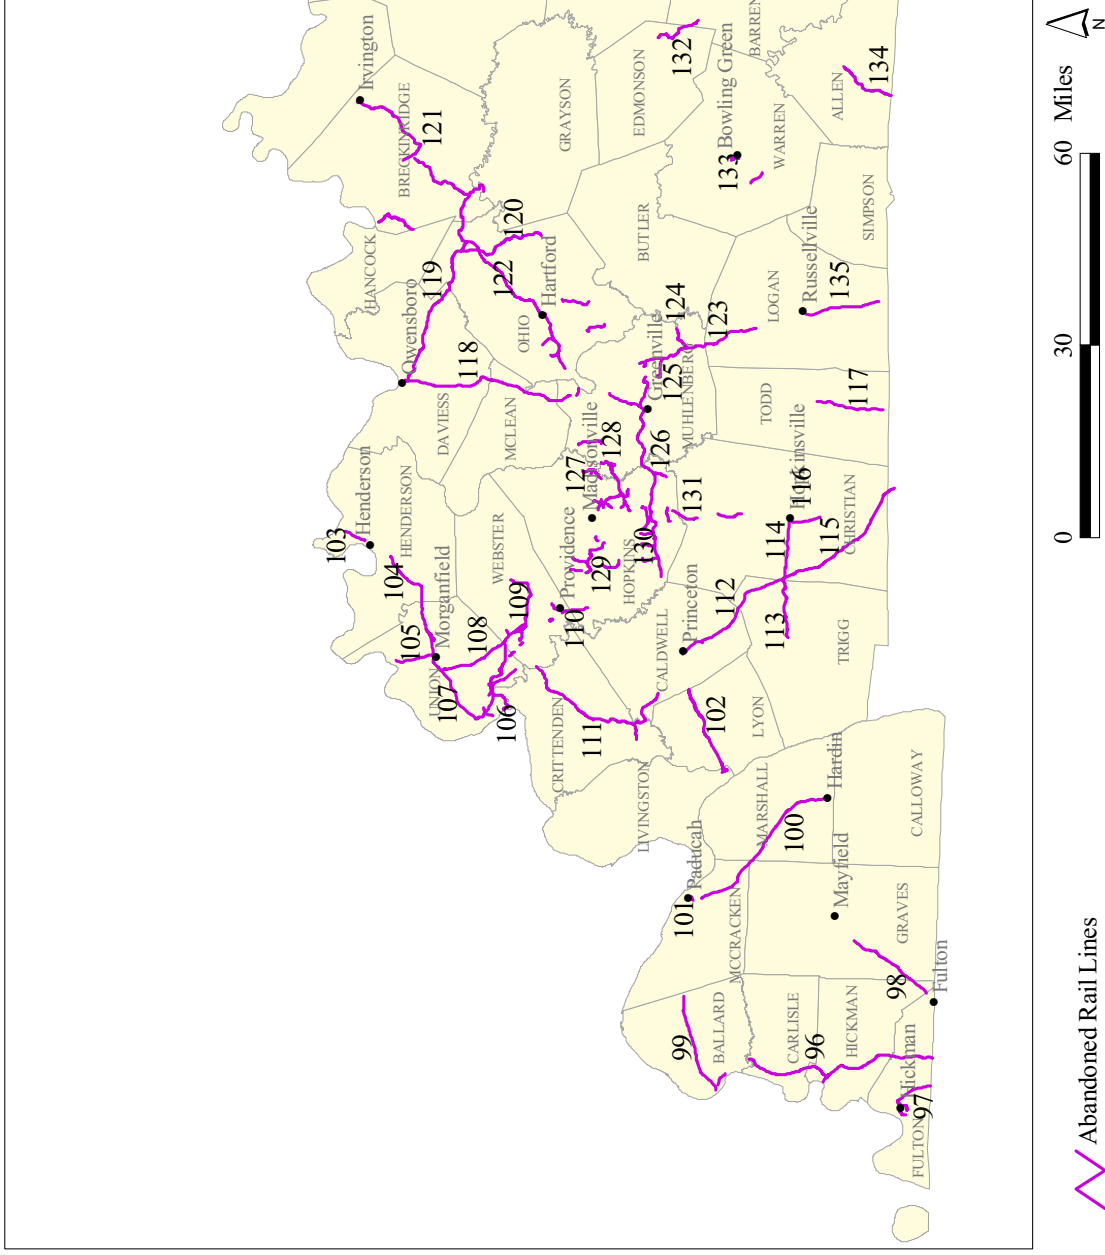 Irvington
BRECKINRIDGE
121
HANCOCK
Owensboro
119
120
122
Hartford
OHIO
118
DAVIESS
MCLEAN
GRAYSON
EDMONSON
132
BARREN
Bowling Green
133
WARREN
ALLEN
134
BUTLER
SIMPSON
Russellville
135
LOGAN
124
123
Greenville
125
MUHLENBERG
TODD
117
Henderson
103
HENDERSON
104
105
Morganfield
WEBSTER
108
109
UNION
107
106
Providence
110
Madisonville
127
128
126
129
HOPKINS
130
131
Hopkinsville
116
114
115
CHRISTIAN
112
113
Princeton
CALDWELL
TRIGG
CRITTENDEN
111
102
LYON
LIVINGSTON
MARSHALL
Hardin
100
CALLOWAY
Paducah
101
MCCRACKEN
Mayfield
GRAVES
98
Fulton
99
BALLARD
CARLISLE
96
HICKMAN
Hickman
97
FULTON
Abandoned Rail Lines
0 30 60 Miles
N